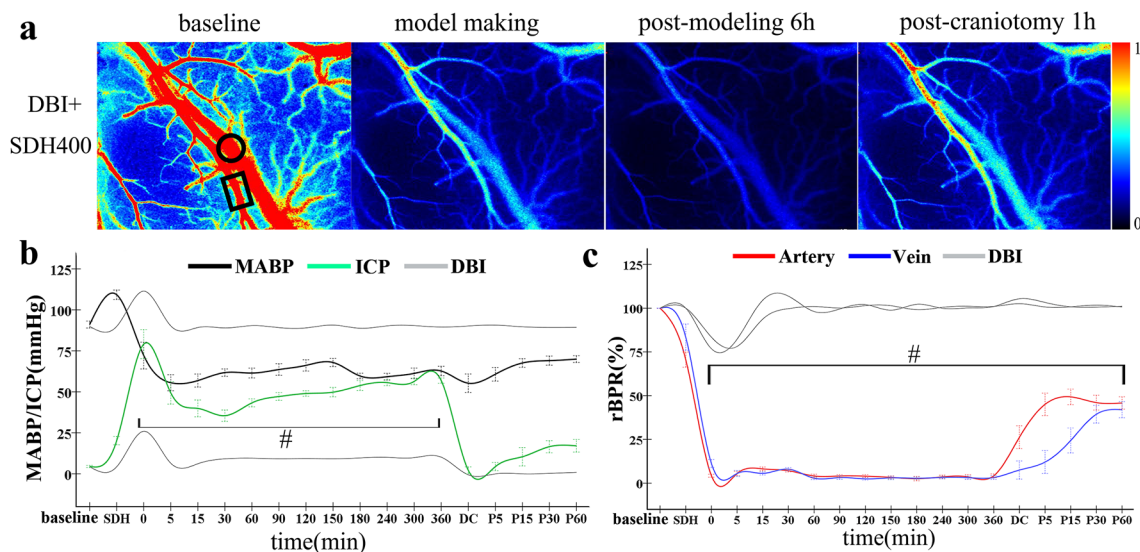 a
baseline
model making
post-modeling 6h
post-craniotomy 1h
DBI+
SDH400
1
0
b
MABP
ICP
DBI
MABP/ICP(mmHg)
125
100
75
50
25
0
#
baseline SDH 0 5 15 30 60 90 120 150 180 240 300 360 DC P5 P15 P30 P60
time(min)
c
Artery
Vein
DBI
rBPR(%)
125
100
75
50
25
0
#
baseline SDH 0 5 15 30 60 90 120 150 180 240 300 360 DC P5 P15 P30 P60
time(min)